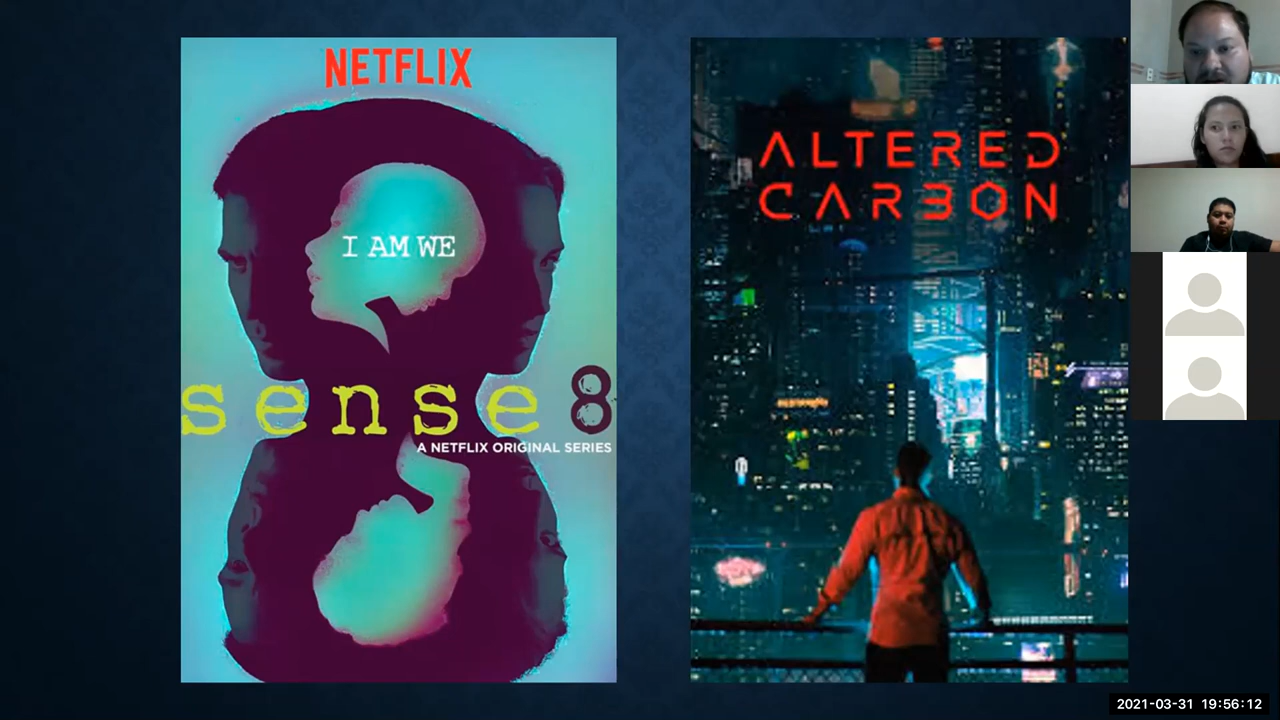 NETFLIX
I AM WE
sense8
A NETFLIX ORIGINAL SERIES
ALTERED
CARBON
2021-03-31 19:56:12